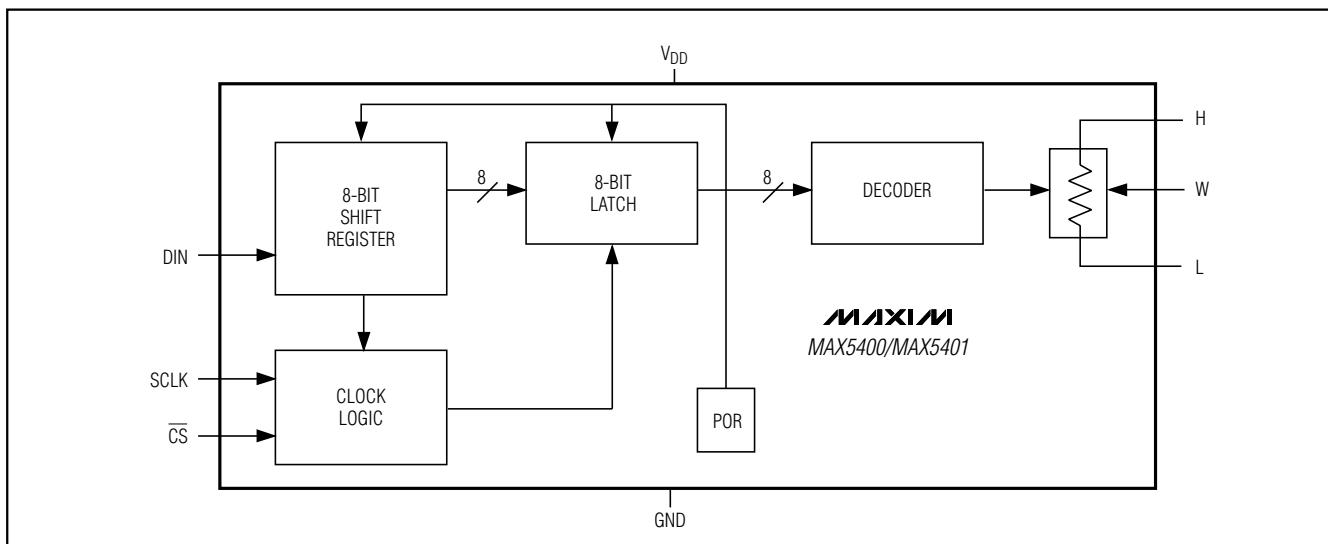 VDD
H
8
8
8-BIT
SHIFT
REGISTER
8-BIT
LATCH
DECODER
W
DIN
L
MAXIM
MAX5400/MAX5401
SCLK
CLOCK
LOGIC
POR
CS
GND